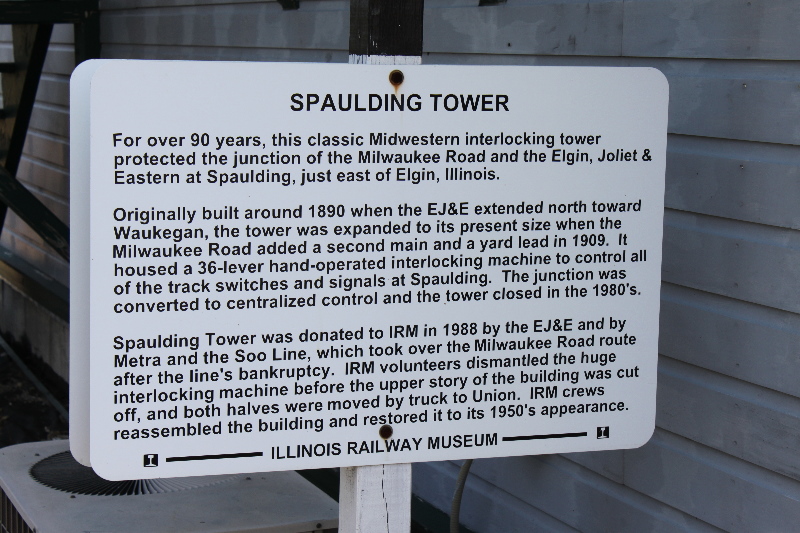 SPAULDING TOWER
For over 90 years, this classic Midwestern interlocking tower
protected the junction of the Milwaukee Road and the Elgin, Joliet &
Eastern at Spaulding, just east of Elgin, Illinois.
Originally built around 1890 when the EJ&E extended north toward
Waukegan, the tower was expanded to its present size when the
Milwaukee Road added a second main and a yard lead in 1909. It
housed a 36-lever hand-operated interlocking machine to control all
of the track switches and signals at Spaulding. The junction was
converted to centralized control and the tower closed in the 1980's.
Spaulding Tower was donated to IRM in 1988 by the EJ&E and by
Metra and the Soo Line, which took over the Milwaukee Road route
after the line's bankruptcy. IRM volunteers dismantled the huge
interlocking machine before the upper story of the building was cut
off, and both halves were moved by truck to Union. IRM crews
reassembled the building and restored it to its 1950's appearance.
ILLINOIS RAILWAY MUSEUM